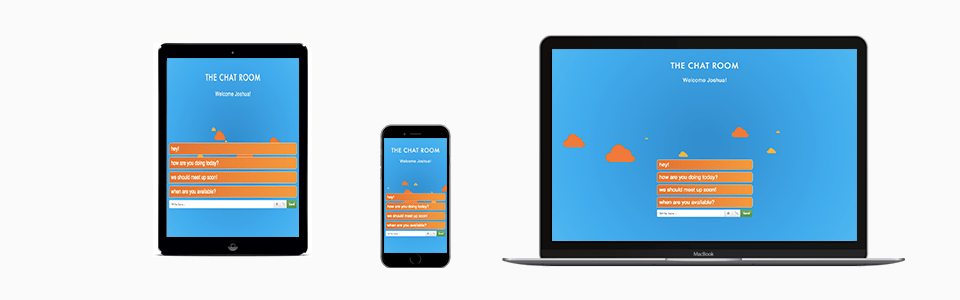 THE CHAT ROOM
Welcome Joshua!
hey!
how are you doing today?
we should meet up soon!
when are you available?
Write here...
Send
THE CHAT ROOM
Welcome Joshua!
hey!
how are you doing today?
we should meet up soon!
when are you available?
Write here...
Send
THE CHAT ROOM
Welcome Joshua!
hey!
how are you doing today?
we should meet up soon!
when are you available?
Write here...
Send
MacBook